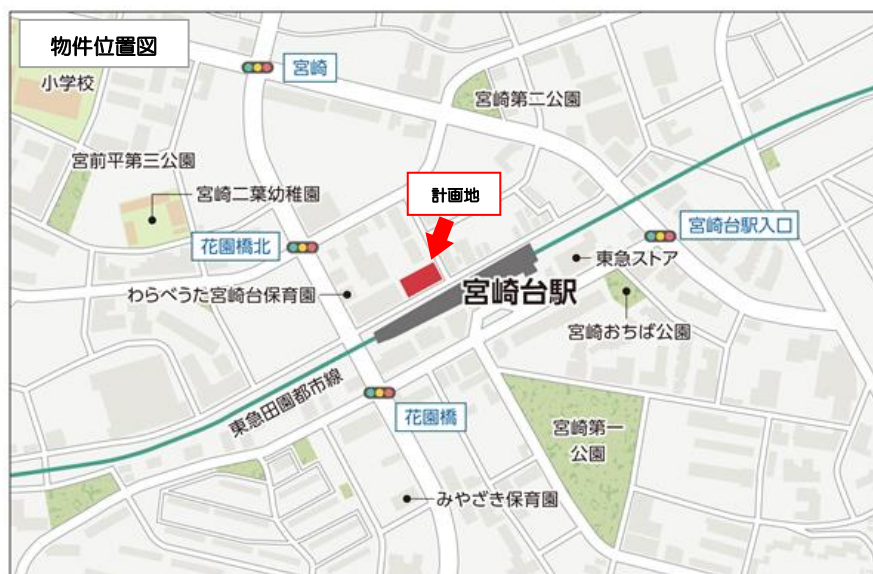 物件位置図
小学校
宮崎
宮崎第二公園
宮前平第三公園
宮崎二葉幼稚園
計画地
花園橋北
宮崎台駅入口
東急ストア
わらべうた宮崎台保育園
宮崎台駅
宮崎おちば公園
東急田園都市線
花園橋
宮崎第一
公園
みやざき保育園